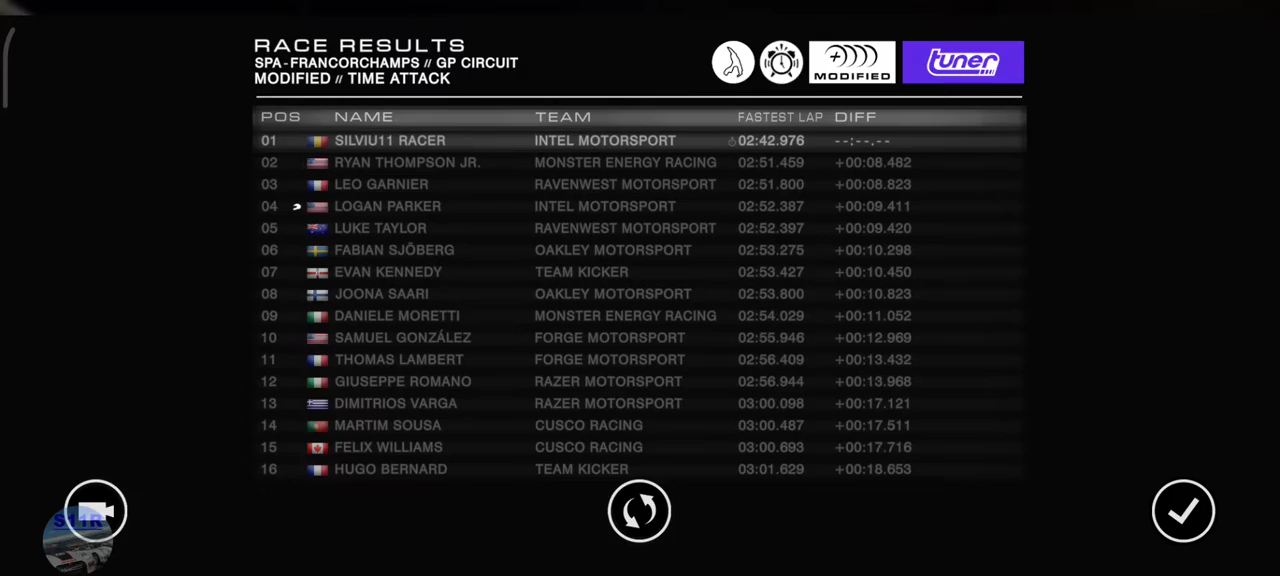 RACE RESULTS
SPA-FRANCORCHAMPS // GP CIRCUIT
MODIFIED // TIME ATTACK
MODIFIED
tuner
POS NAME TEAM FASTEST LAP DIFF
01 SILVIU11 RACER INTEL MOTORSPORT 02:42.976 --:--.--
02 RYAN THOMPSON JR. MONSTER ENERGY RACING 02:51.459 +00:08.482
03 LEO GARNIER RAVENWEST MOTORSPORT 02:51.800 +00:08.823
04 LOGAN PARKER INTEL MOTORSPORT 02:52.387 +00:09.411
05 LUKE TAYLOR RAVENWEST MOTORSPORT 02:52.397 +00:09.420
06 FABIAN SJÖBERG OAKLEY MOTORSPORT 02:53.275 +00:10.298
07 EVAN KENNEDY TEAM KICKER 02:53.427 +00:10.450
08 JOONA SAARI OAKLEY MOTORSPORT 02:53.800 +00:10.823
09 DANIELE MORETTI MONSTER ENERGY RACING 02:54.029 +00:11.052
10 SAMUEL GONZÁLEZ FORGE MOTORSPORT 02:55.946 +00:12.969
11 THOMAS LAMBERT FORGE MOTORSPORT 02:56.409 +00:13.432
12 GIUSEPPE ROMANO RAZER MOTORSPORT 02:56.944 +00:13.968
13 DIMITRIOS VARGA RAZER MOTORSPORT 03:00.098 +00:17.121
14 MARTIM SOUSA CUSCO RACING 03:00.487 +00:17.511
15 FELIX WILLIAMS CUSCO RACING 03:00.693 +00:17.716
16 HUGO BERNARD TEAM KICKER 03:01.629 +00:18.653
S11R